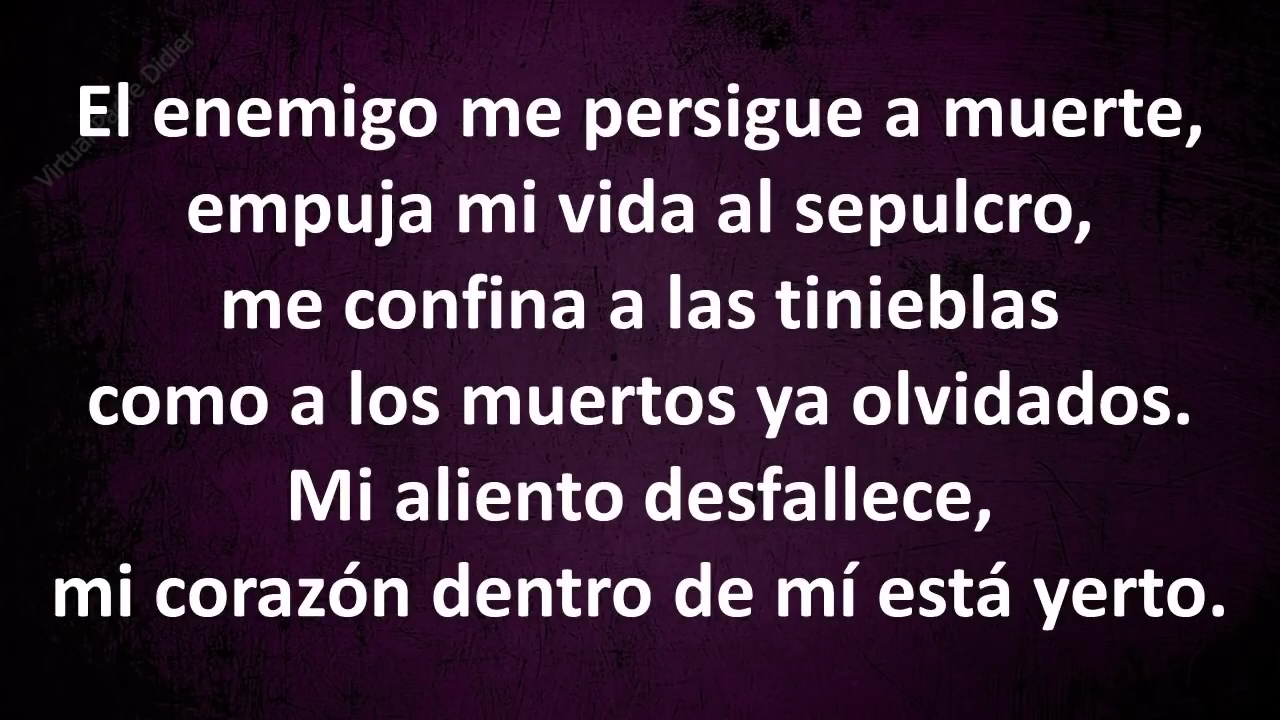 El enemigo me persigue a muerte,
empuja mi vida al sepulcro,
me confina a las tinieblas
como a los muertos ya olvidados.
Mi aliento desfallece,
mi corazón dentro de mí está yerto.
Didier